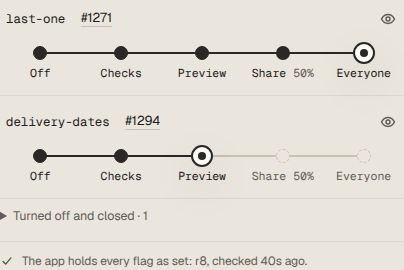 last-one #1271
Off Checks Preview Share 50% Everyone
delivery-dates #1294
Off Checks Preview Share 50% Everyone
Turned off and closed · 1
The app holds every flag as set: r8, checked 40s ago.